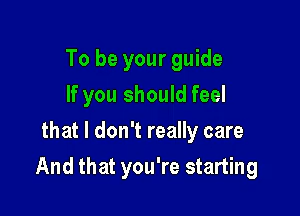 To be your guide
If you should feel
that I don't really care
And that you're starting